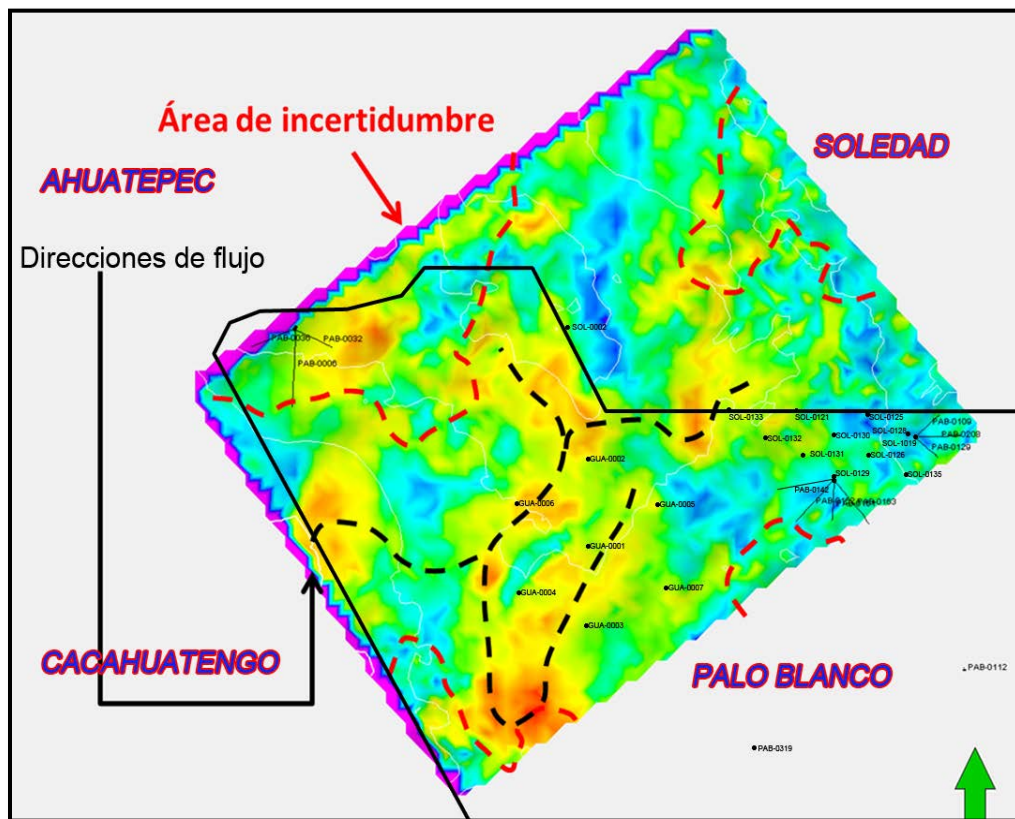 Área de incertidumbre
SOLEDAD
AHUATEPEC
Direcciones de flujo
SOL-0002
PAB-0036
PAB-0032
PAB-0006
SOL-0133
SOL-0121
SOL-0125
PAB-0109
SOL-0132
SOL-0130
SOL-0128
PAB-0208
SOL-1019
PAB-0129
GUA-0002
SOL-0131
SOL-0126
SOL-0129
SOL-0135
PAB-0142
GUA-0006
GUA-0005
GUA-0001
GUA-0004
GUA-0007
GUA-0003
CACAHUATENGO
PALO BLANCO
PAB-0112
PAB-0319